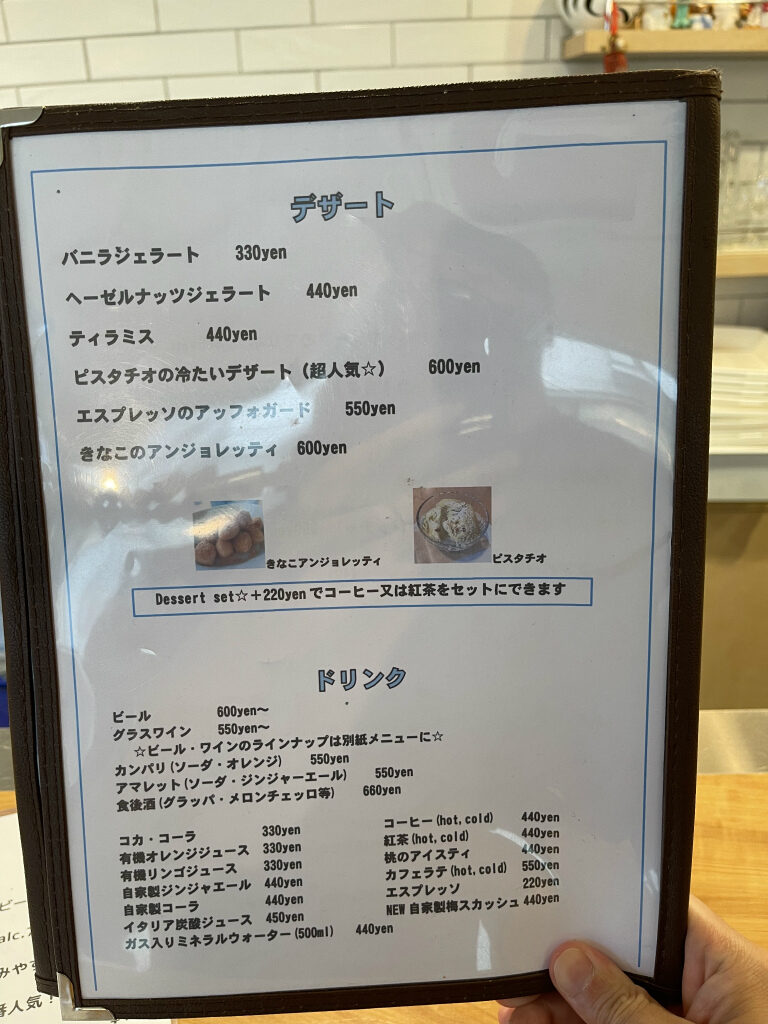 デザート
バニラジェラート 330yen
ヘーゼルナッツジェラート 440yen
ティラミス 440yen
ピスタチオの冷たいデザート（超人気☆） 600yen
エスプレッソのアッフォガード 550yen
きなこのアンジョレッティ 600yen
きなこアンジョレッティ ピスタチオ
Dessert set☆＋220yenでコーヒー又は紅茶をセットにできます
ドリンク
ビール 600yen～
グラスワイン 550yen～
☆ビール・ワインのラインナップは別紙メニューに☆
カンパリ(ソーダ・オレンジ) 550yen
アマレット(ソーダ・ジンジャーエール) 550yen
食後酒(グラッパ・メロンチェッロ等) 660yen
コカ・コーラ 330yen
有機オレンジジュース 330yen
有機リンゴジュース 330yen
自家製ジンジャエール 440yen
自家製コーラ 440yen
イタリア炭酸ジュース 450yen
ガス入りミネラルウォーター(500ml) 440yen
コーヒー(hot,cold) 440yen
紅茶(hot,cold) 440yen
桃のアイスティ 440yen
カフェラテ(hot,cold) 550yen
エスプレッソ 220yen
NEW自家製梅スカッシュ 440yen
ビー
alc.
みやす
人気！